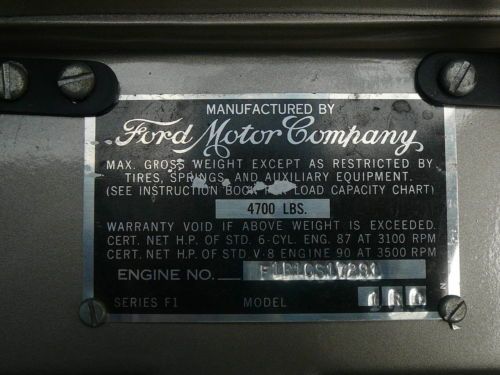 MANUFACTURED BY
Ford Motor Company
MAX. GROSS WEIGHT EXCEPT AS RESTRICTED BY
TIRES, SPRINGS, AND AUXILIARY EQUIPMENT.
(SEE INSTRUCTION BOOK FOR LOAD CAPACITY CHART)
4700 LBS.
WARRANTY VOID IF ABOVE WEIGHT IS EXCEEDED.
CERT. NET H.P. OF STD. 6-CYL. ENG. 87 AT 3100 RPM
CERT. NET H.P. OF STD. V-8 ENGINE 90 AT 3500 RPM
ENGINE NO.
SERIES F1 MODEL